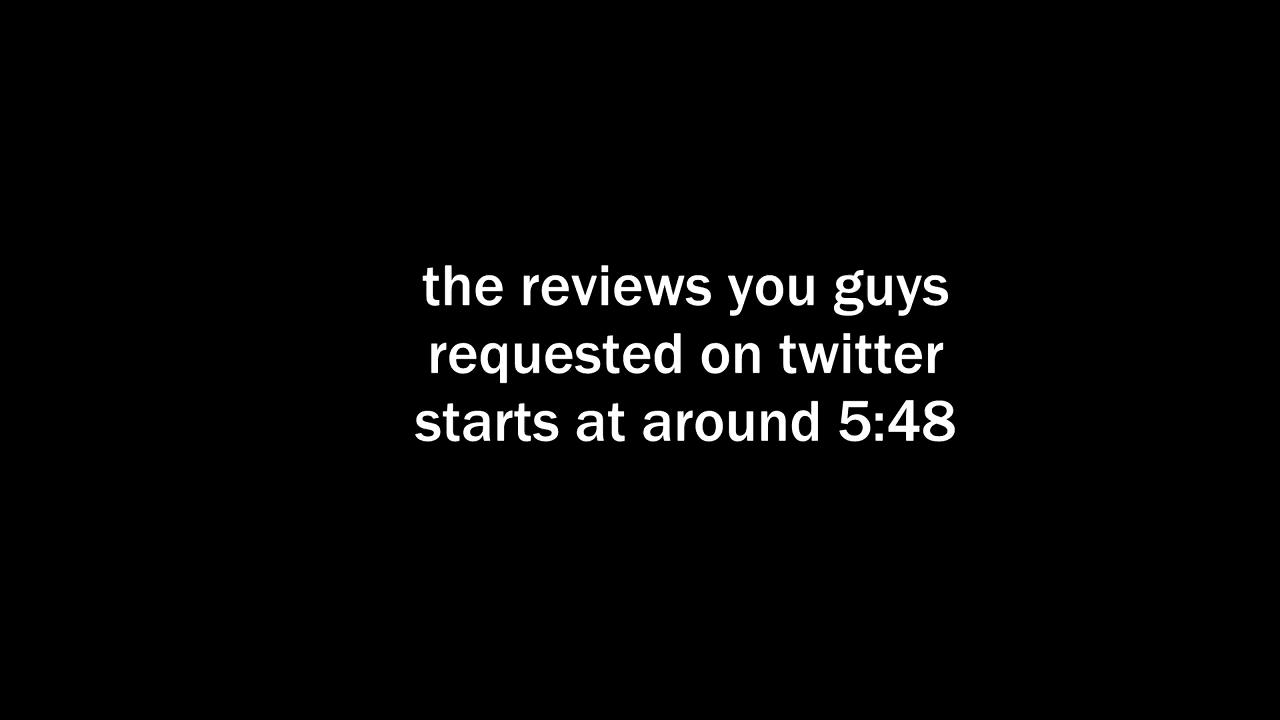 the reviews you guys
requested on twitter
starts at around 5:48